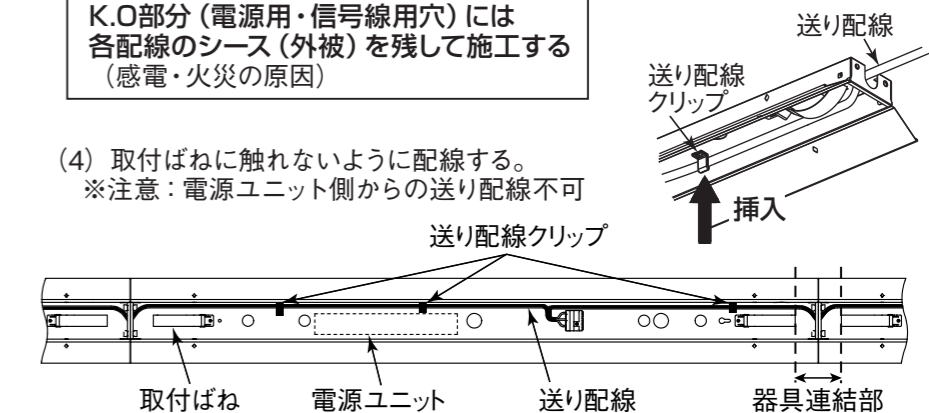 K.O部分（電源用・信号線用穴）には
各配線のシース（外被）を残して施工する
（感電・火災の原因）
送り配線
送り配線
クリップ
挿入
（4） 取付ばねに触れないように配線する。
※注意：電源ユニット側からの送り配線不可
送り配線クリップ
取付ばね
電源ユニット
送り配線
器具連結部